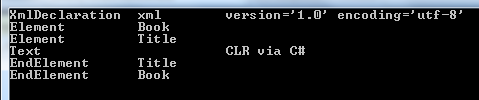 XmlDeclaration xml version='1.0' encoding='utf-8'
Element Book
Element Title
Text CLR via C#
EndElement Title
EndElement Book